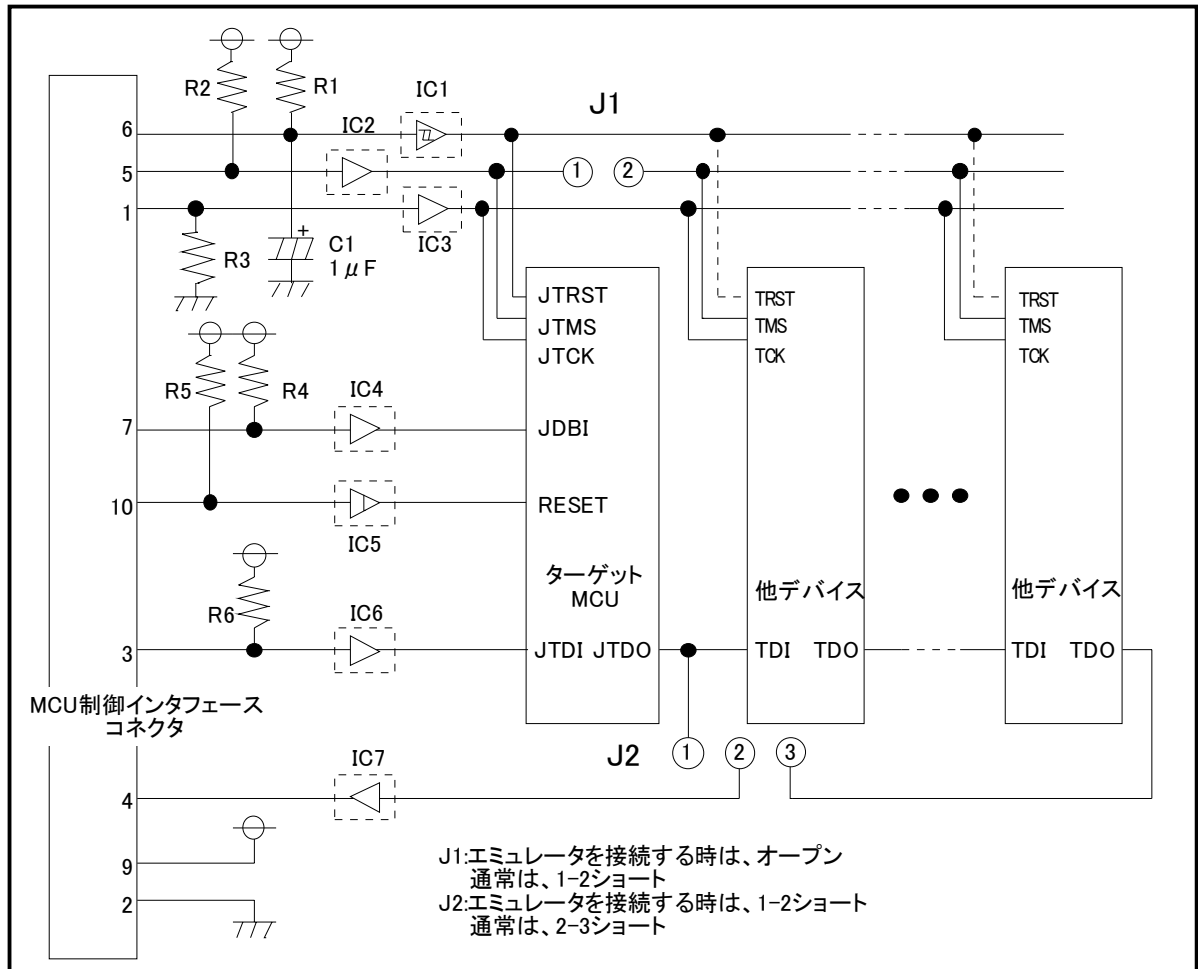 R2
R1
IC1
J1
6
IC2
5
①
②
1
R3
+
C1
1μF
IC3
JTRST
JTMS
JTCK
TRST
TMS
TCK
TRST
TMS
TCK
R5
R4
IC4
7
JDBI
10
RESET
IC5
ターゲット
MCU
他デバイス
他デバイス
R6
IC6
3
JTDI
JTDO
TDI
TDO
TDI
TDO
MCU制御インタフェース
コネクタ
J2
①
②
③
IC7
4
9
2
J1:エミュレータを接続する時は、オープン
通常は、1-2ショート
J2:エミュレータを接続する時は、1-2ショート
通常は、2-3ショート